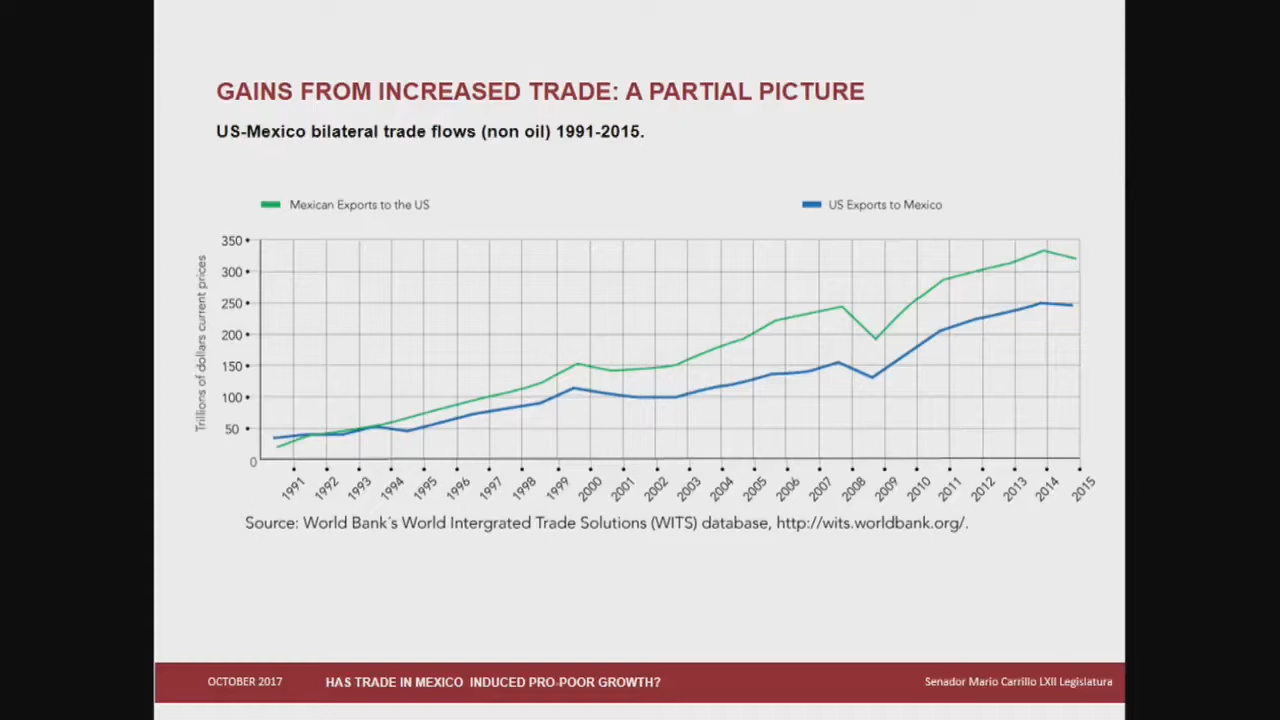 GAINS FROM INCREASED TRADE: A PARTIAL PICTURE
US-Mexico bilateral trade flows (non oil) 1991-2015.
Mexican Exports to the US
US Exports to Mexico
Trillions of dollars current prices
350
300
250
200
150
100
50
0
1991 1992 1993 1994 1995 1996 1997 1998 1999 2000 2001 2002 2003 2004 2005 2006 2007 2008 2009 2010 2011 2012 2013 2014 2015
Source: World Bank´s World Intergrated Trade Solutions (WITS) database, http://wits.worldbank.org/.
OCTOBER 2017 HAS TRADE IN MEXICO INDUCED PRO-POOR GROWTH? Senador Mario Carrillo LXII Legislatura